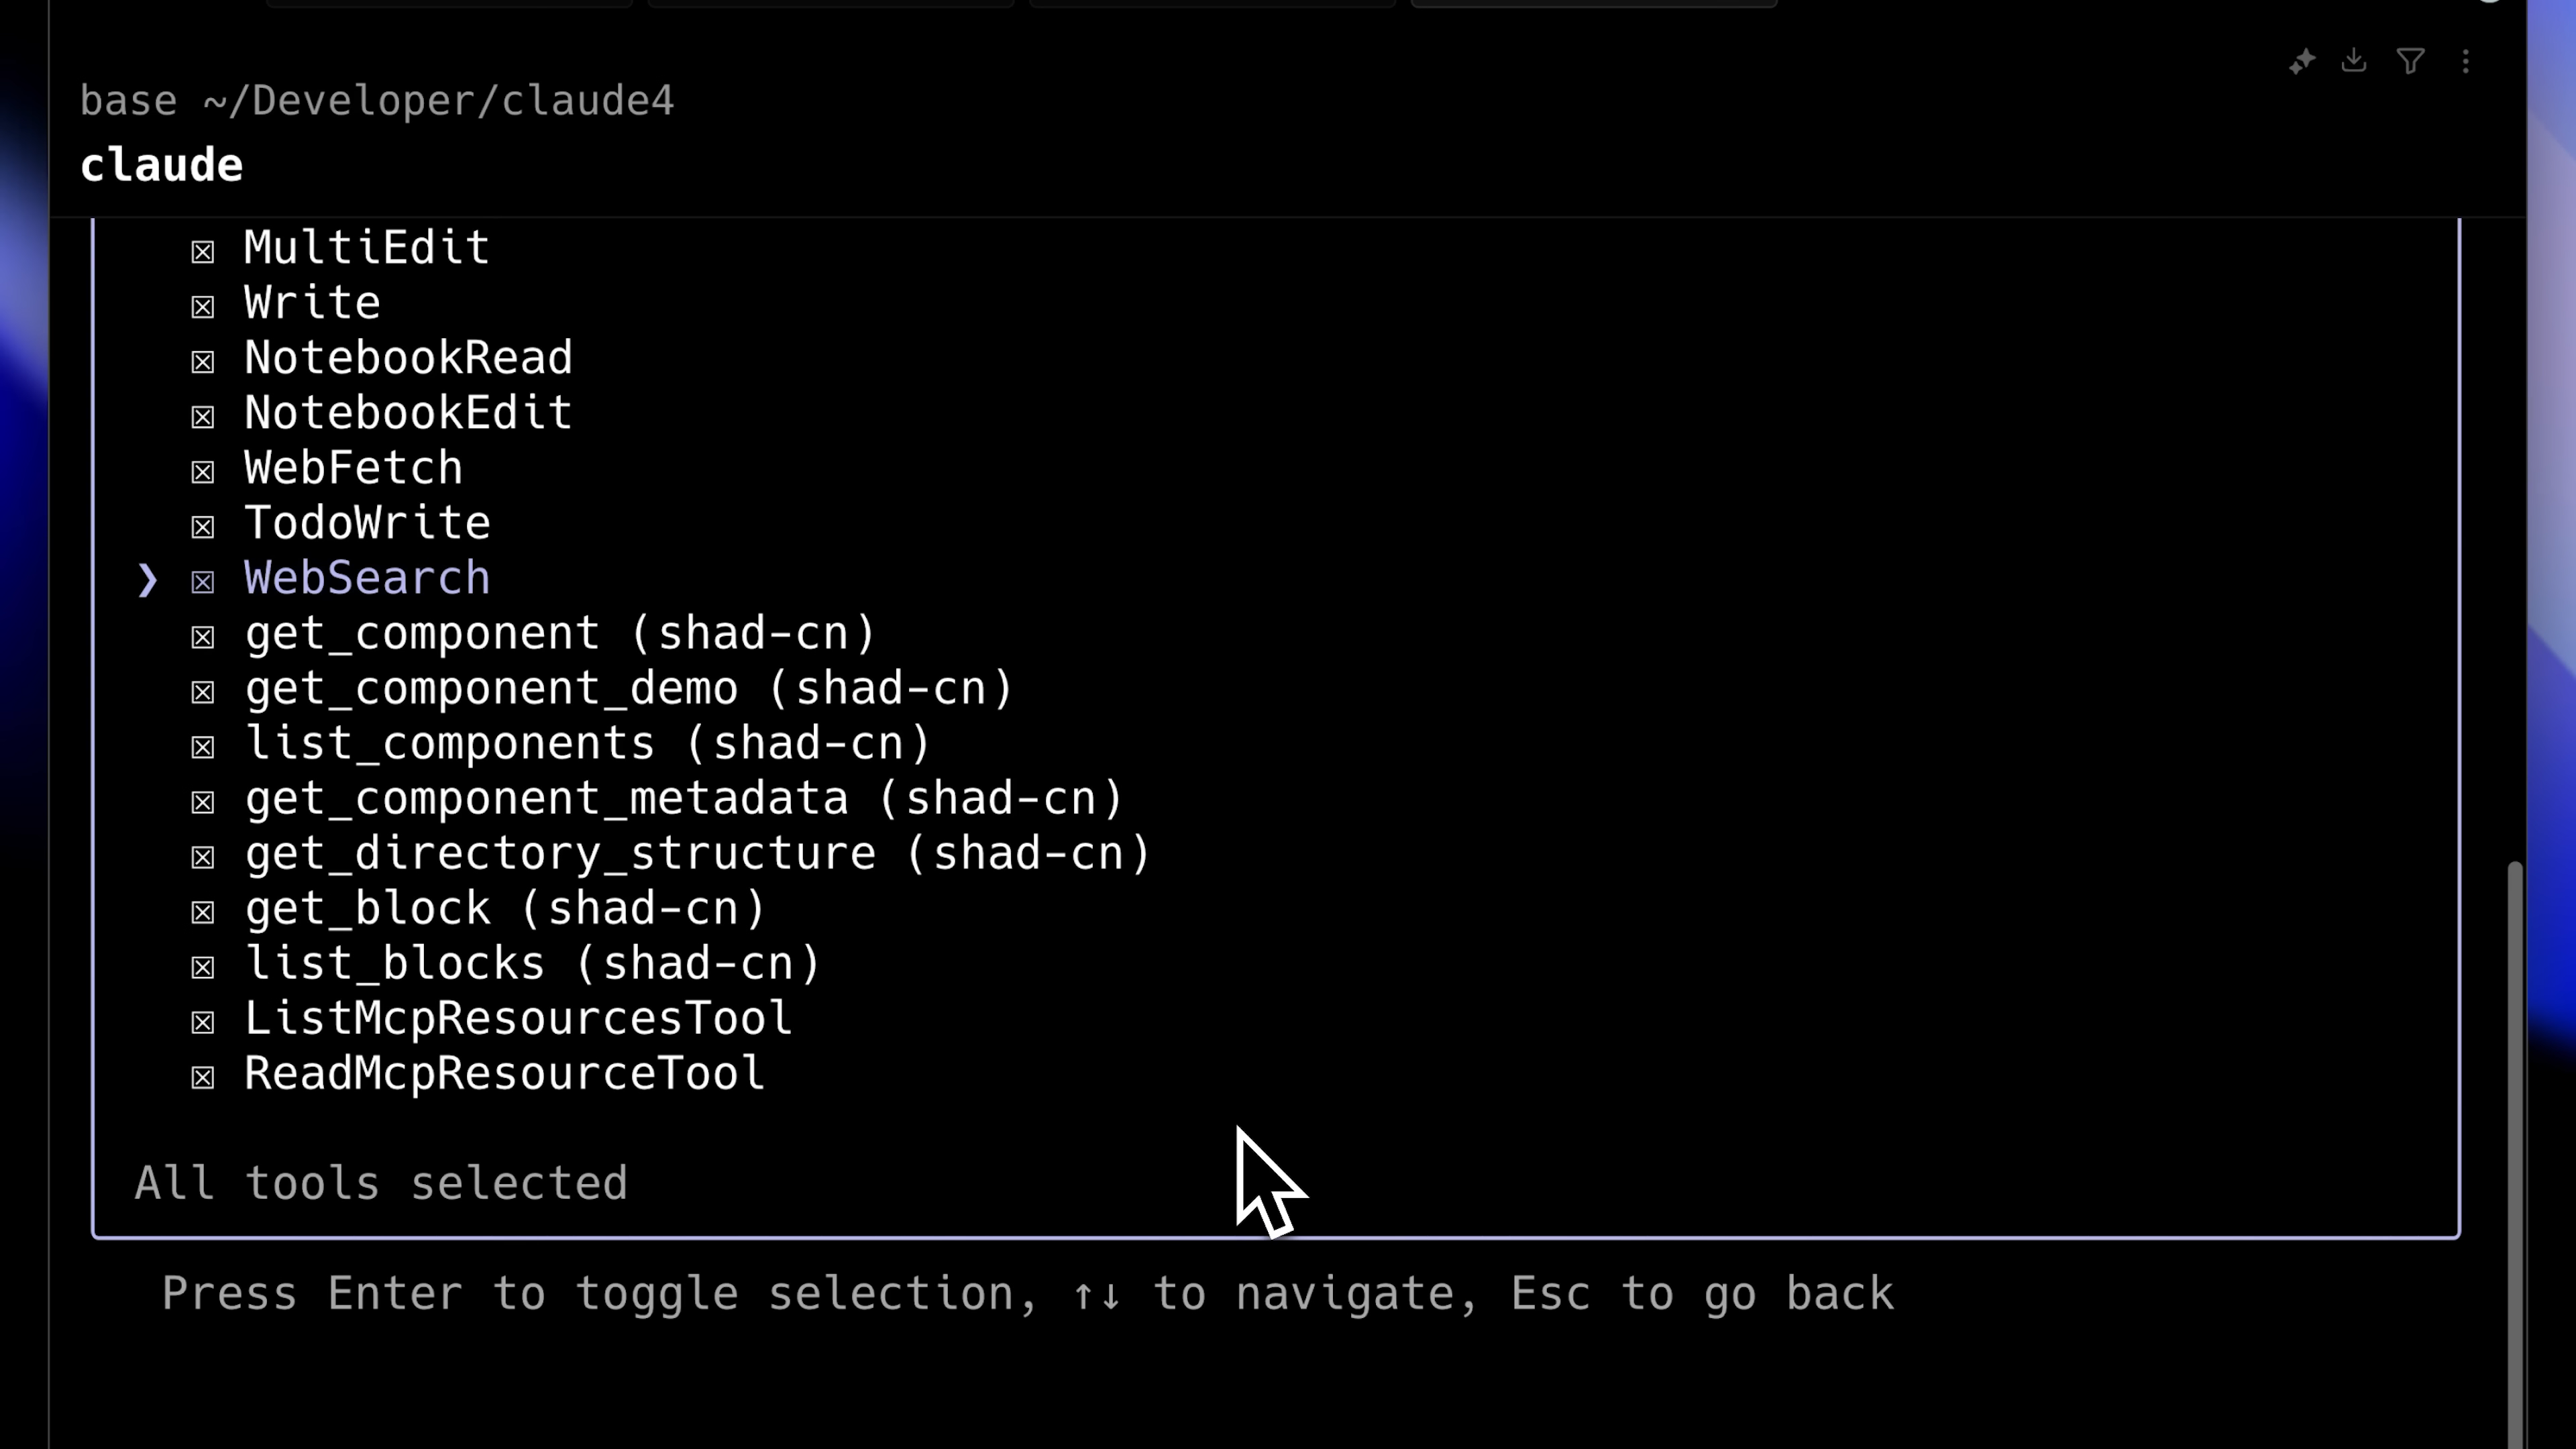 base ~/Developer/claude4
claude
☒ MultiEdit
☒ Write
☒ NotebookRead
☒ NotebookEdit
☒ WebFetch
☒ TodoWrite
❯ ☒ WebSearch
☒ get_component (shad-cn)
☒ get_component_demo (shad-cn)
☒ list_components (shad-cn)
☒ get_component_metadata (shad-cn)
☒ get_directory_structure (shad-cn)
☒ get_block (shad-cn)
☒ list_blocks (shad-cn)
☒ ListMcpResourcesTool
☒ ReadMcpResourceTool
All tools selected
Press Enter to toggle selection, ↑↓ to navigate, Esc to go back